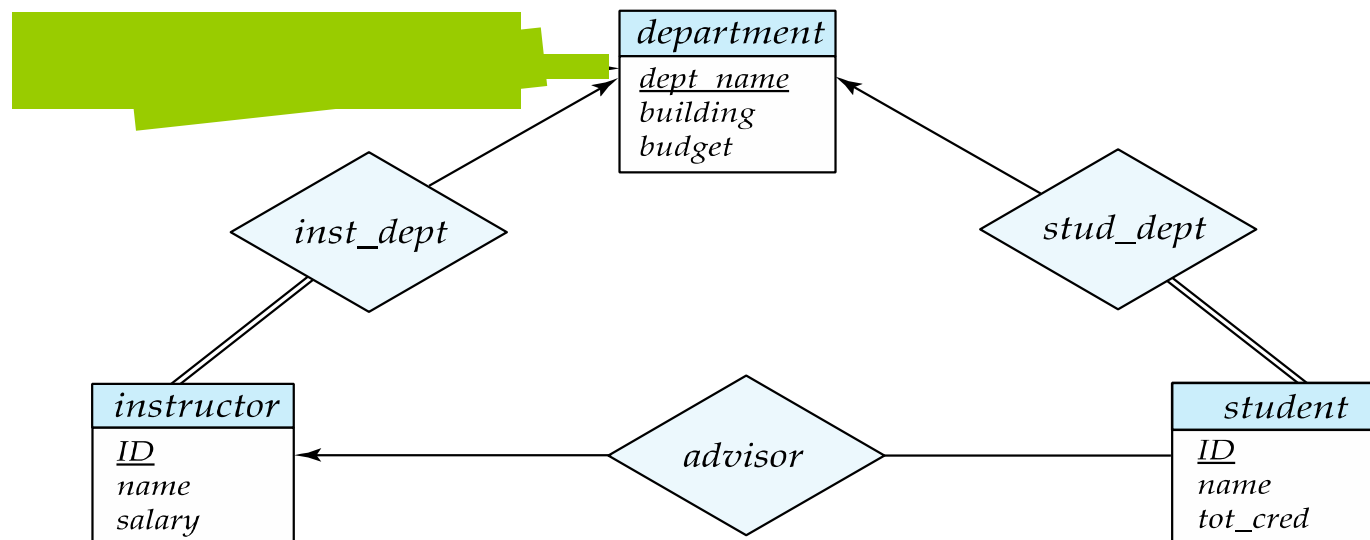 department
dept_name
building
budget
inst_dept
stud_dept
instructor
ID
name
salary
advisor
student
ID
name
tot_cred